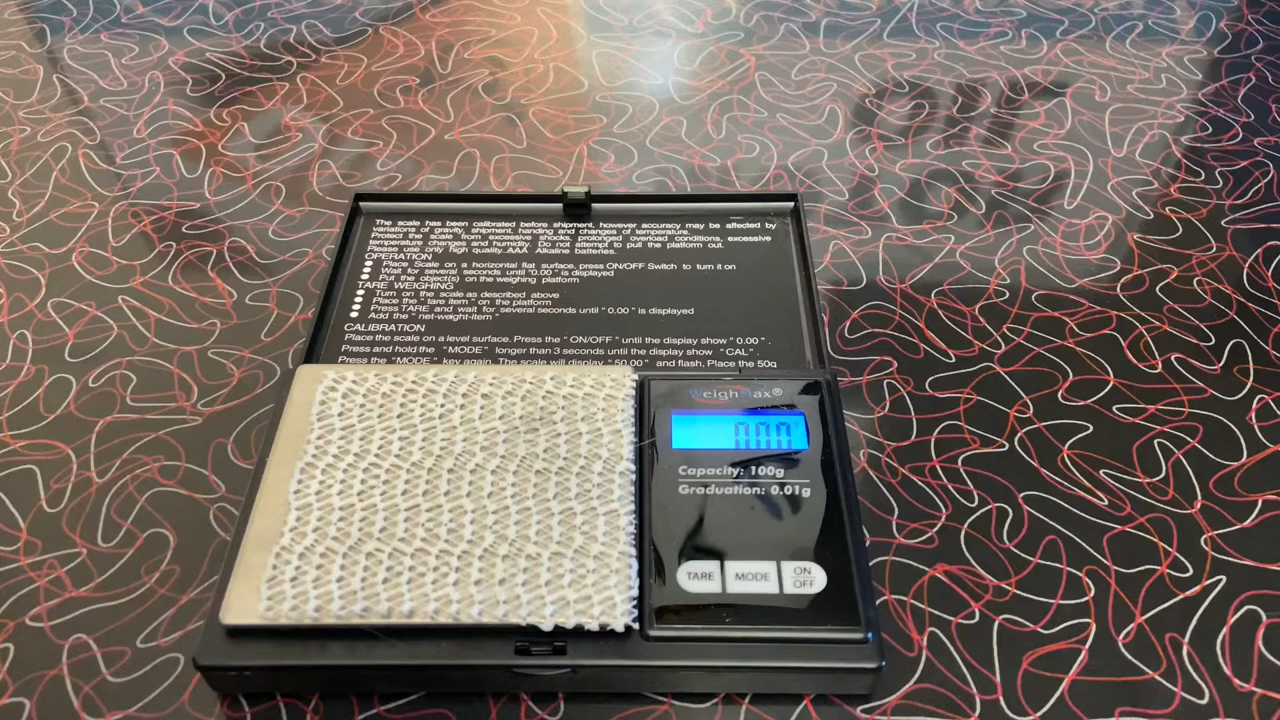 The scale has been calibrated before shipment, however accuracy may be affected by
variations of gravity, shipment, handing and changes of temperature.
Protect the scale from excessive shocks, prolonged overload conditions, excessive
temperature changes and humidity. Do not attempt to pull the platform out.
Please use only high quality AAA Alkaline batteries.
OPERATION
● Place Scale on a horizontal flat surface, press ON/OFF Switch to turn it on
● Wait for several seconds until "0.00" is displayed
● Put the object(s) on the weighing platform
TARE WEIGHING
● Turn on the scale as described above
● Place the "tare item" on the platform
● Press TARE and wait for several seconds until "0.00" is displayed
● Add the "net-weight-item"
CALIBRATION
Place the scale on a level surface. Press the "ON/OFF" until the display show "0.00".
Press and hold the "MODE" longer than 3 seconds until the display show "CAL".
Press the "MODE" key again. The scale will display "50.00" and flash, Place the 50g
WeighMax®
000
Capacity: 100g
Graduation: 0.01g
TARE
MODE
ON
OFF